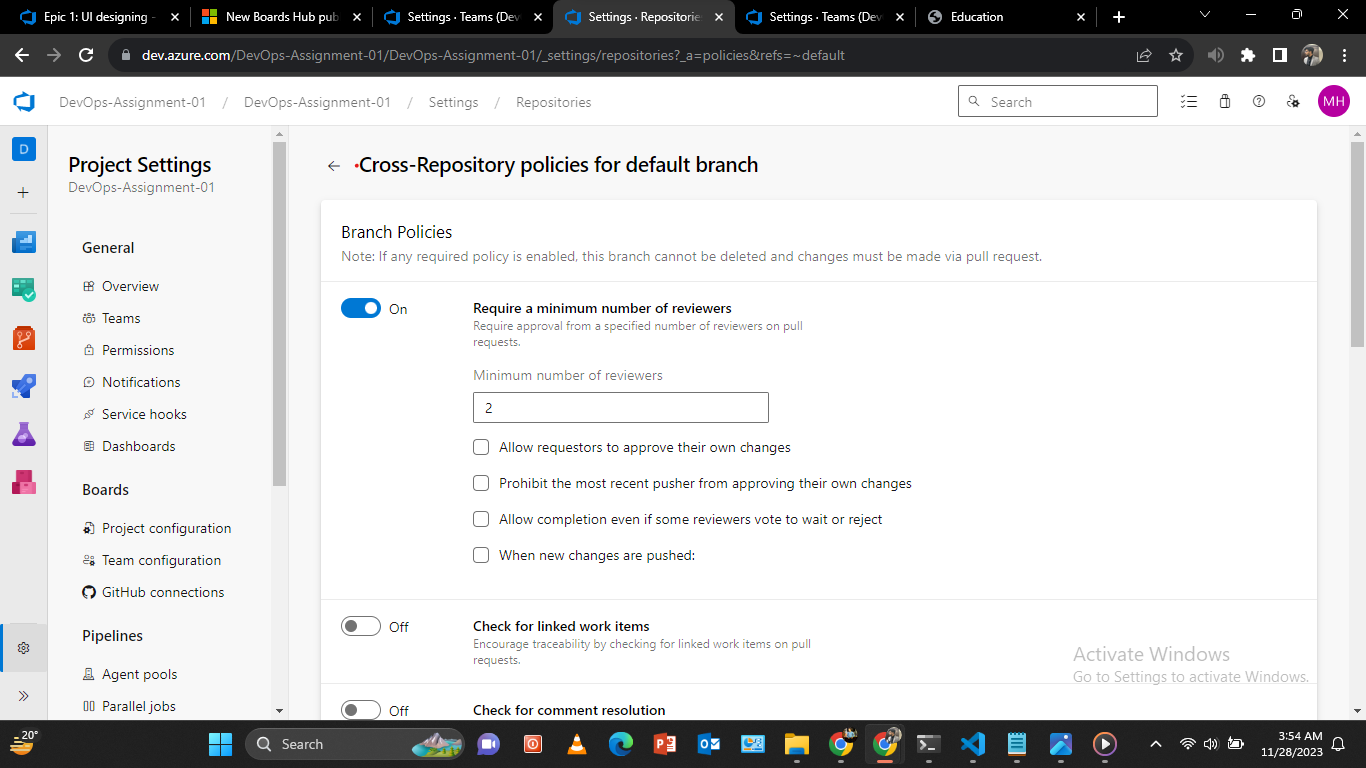 Epic 1: UI designing -
New Boards Hub pub
Settings · Teams (Dev
Settings · Repositories
Settings · Teams (Dev
Education
dev.azure.com/DevOps-Assignment-01/DevOps-Assignment-01/_settings/repositories?_a=policies&refs=~default
DevOps-Assignment-01 / DevOps-Assignment-01 / Settings / Repositories
Search
MH
D
Project Settings
DevOps-Assignment-01
General
Overview
Teams
Permissions
Notifications
Service hooks
Dashboards
Boards
Project configuration
Team configuration
GitHub connections
Pipelines
Agent pools
Parallel jobs
Cross-Repository policies for default branch
Branch Policies
Note: If any required policy is enabled, this branch cannot be deleted and changes must be made via pull request.
On
Require a minimum number of reviewers
Require approval from a specified number of reviewers on pull
requests.
Minimum number of reviewers
2
Allow requestors to approve their own changes
Prohibit the most recent pusher from approving their own changes
Allow completion even if some reviewers vote to wait or reject
When new changes are pushed:
Off
Check for linked work items
Encourage traceability by checking for linked work items on pull
requests.
Off
Check for comment resolution
Activate Windows
Go to Settings to activate Windows.
20°
Search
3:54 AM
11/28/2023